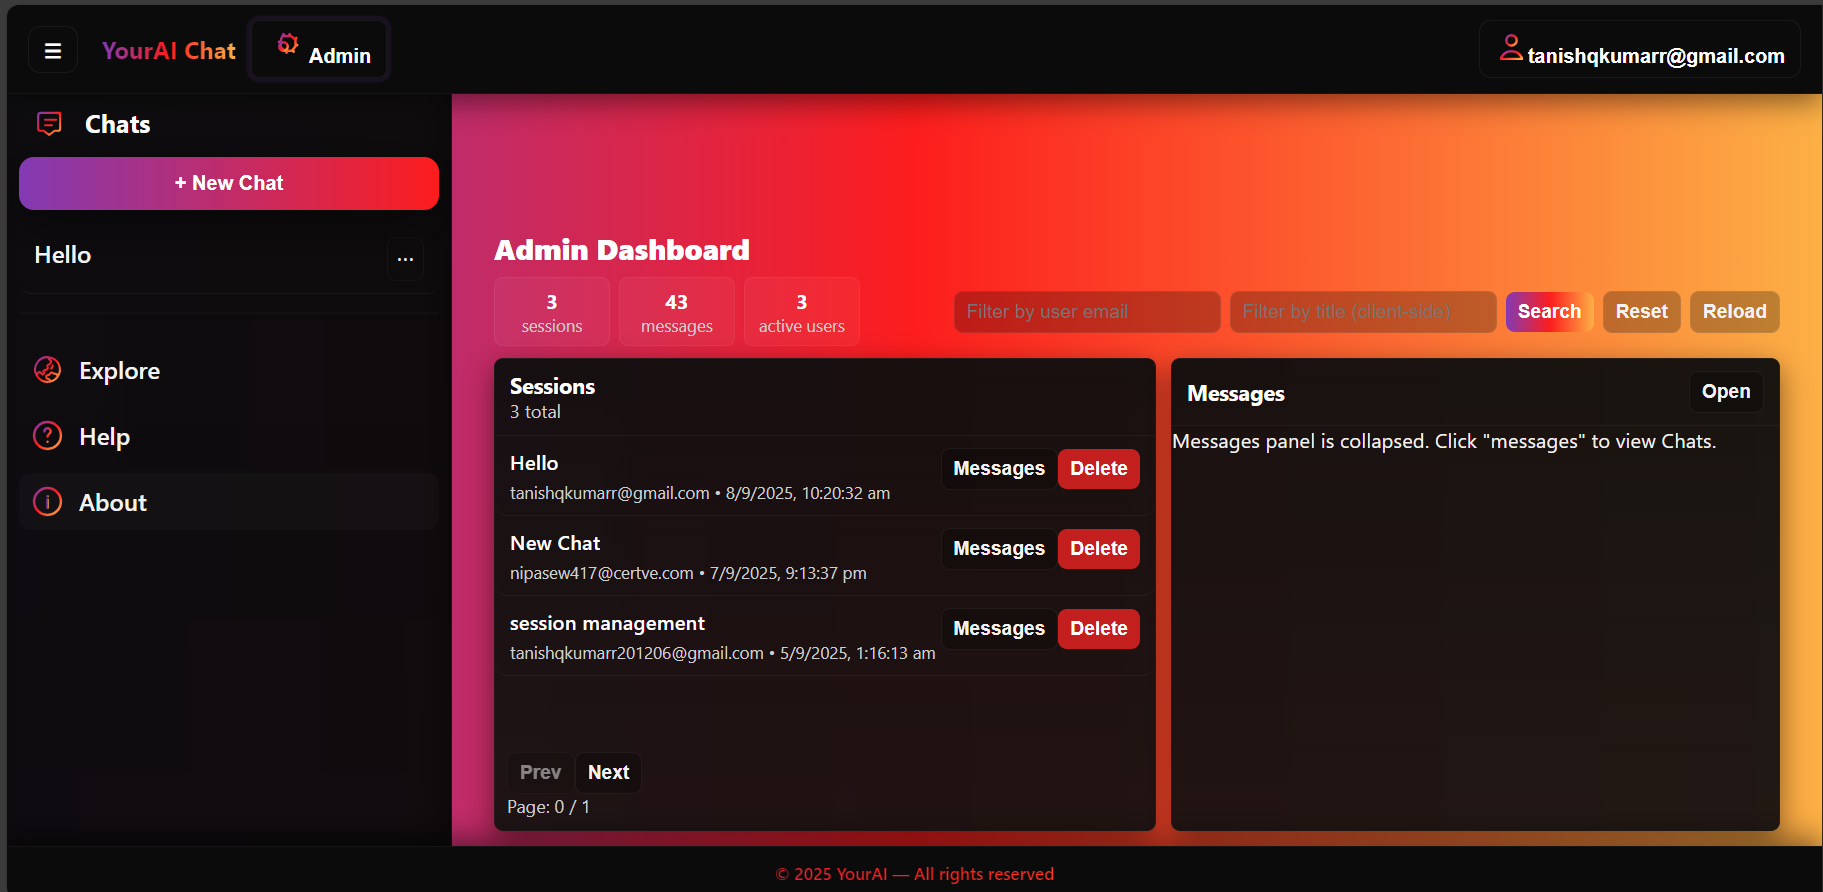 ☰ YourAI Chat Admin tanishqkumarr@gmail.com
Chats
+ New Chat
Hello ...
Explore
Help
About
Admin Dashboard
3
sessions
43
messages
3
active users
Filter by user email
Filter by title (client-side)
Search
Reset
Reload
Sessions
3 total
Hello
tanishqkumarr@gmail.com • 8/9/2025, 10:20:32 am
Messages Delete
New Chat
nipasew417@certve.com • 7/9/2025, 9:13:37 pm
Messages Delete
session management
tanishqkumarr201206@gmail.com • 5/9/2025, 1:16:13 am
Messages Delete
Prev Next
Page: 0 / 1
Messages
Open
Messages panel is collapsed. Click "messages" to view Chats.
© 2025 YourAI — All rights reserved